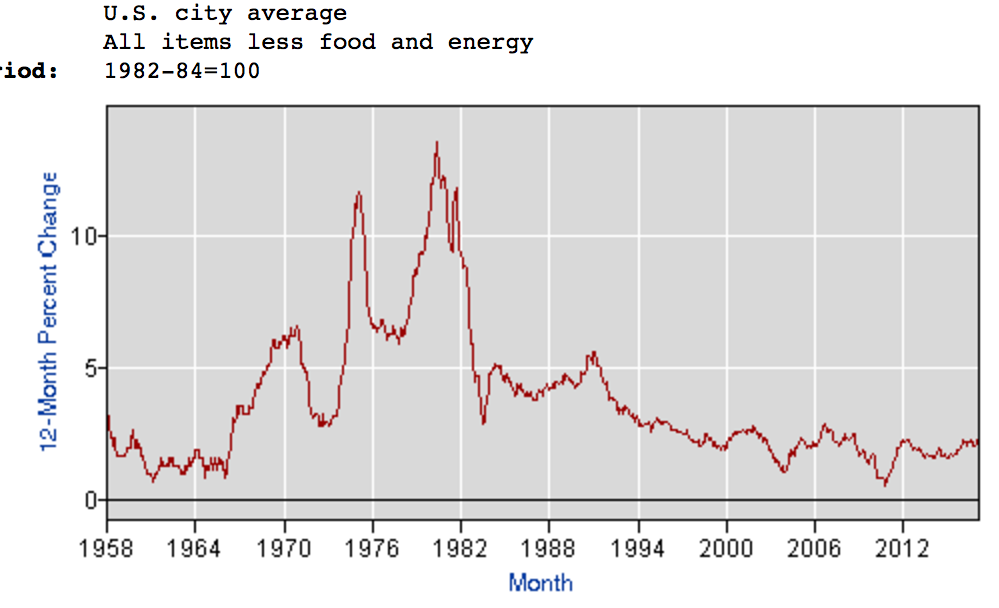 U.S. city average
All items less food and energy
riod: 1982-84=100
12-Month Percent Change
10
5
0
1958 1964 1970 1976 1982 1988 1994 2000 2006 2012
Month